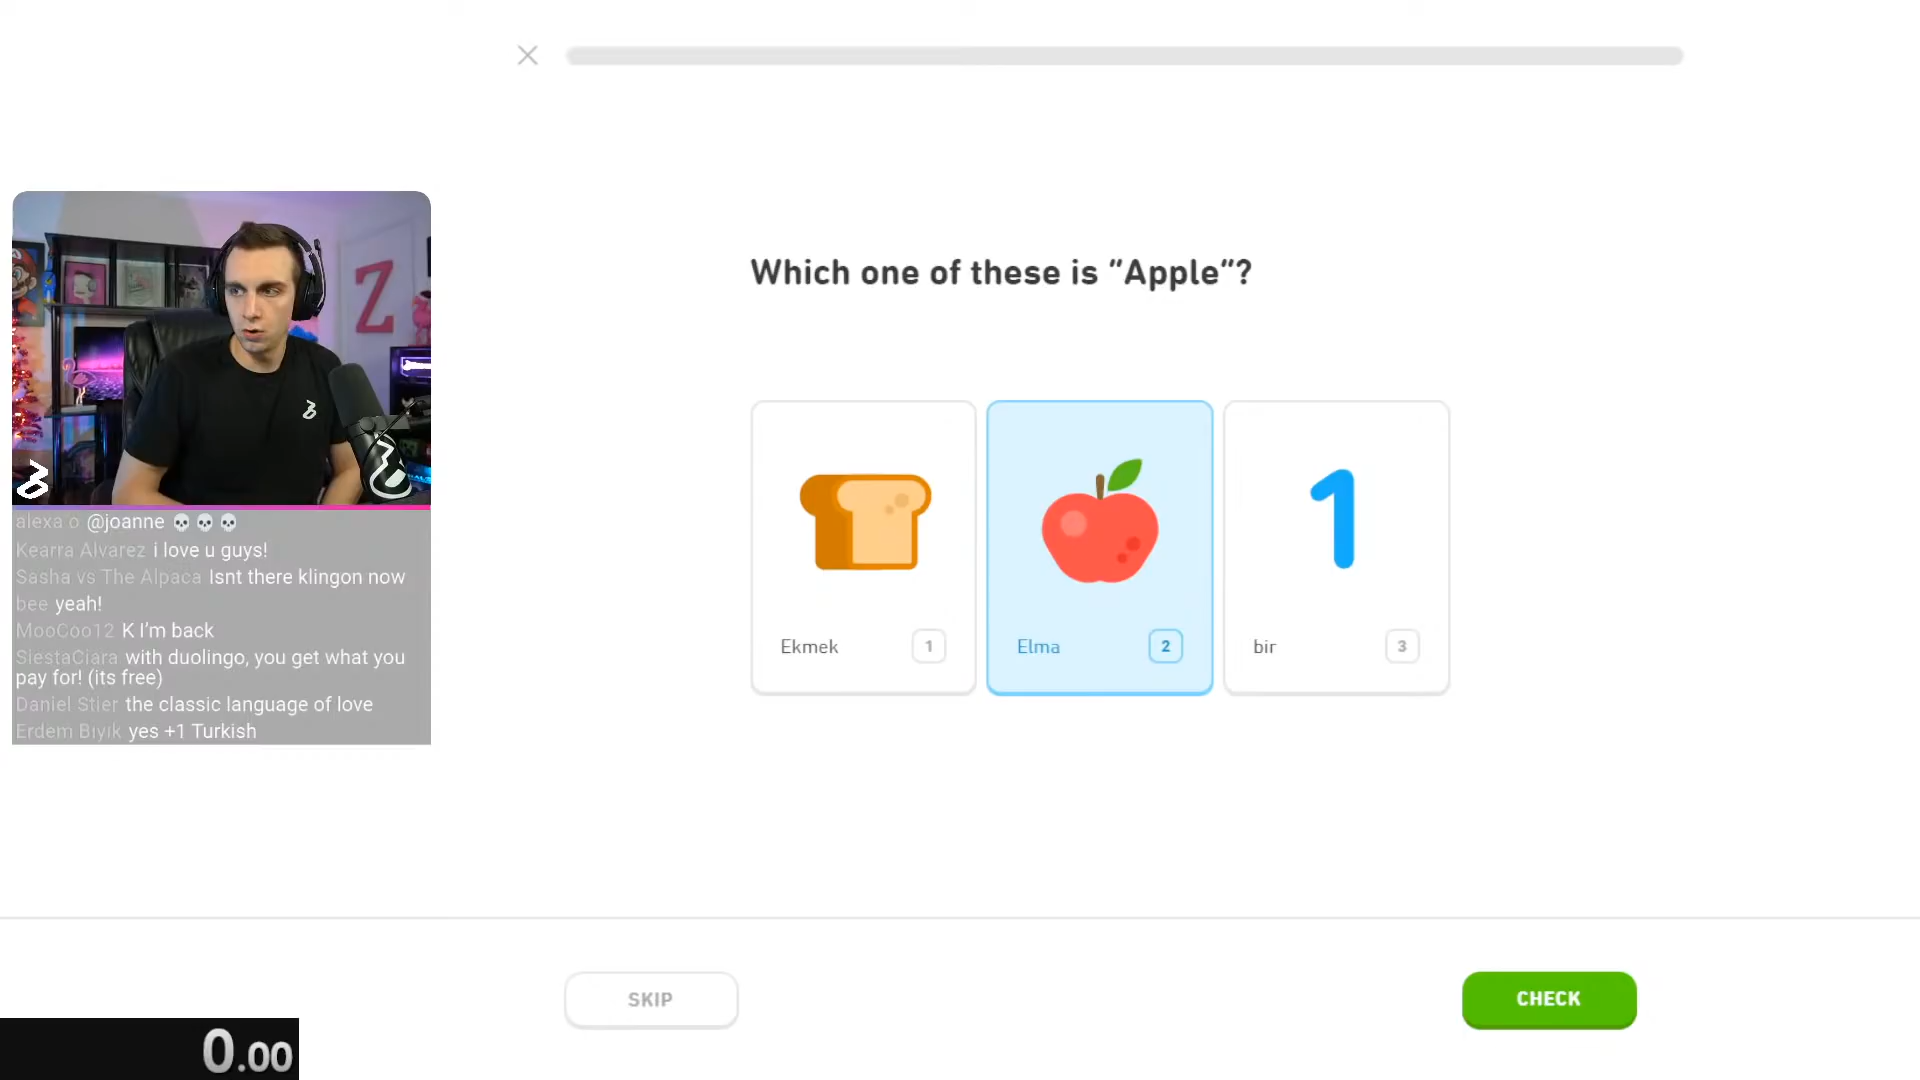 Which one of these is “Apple“?
1
Ekmek 1
Elma 2
bir 3
Z
alexa o @joanne 💀 💀 💀
Kearra Alvarez i love u guys!
Sasha vs The Alpaca Isnt there klingon now
bee yeah!
MooCoo12 K I’m back
SiestaCiara with duolingo, you get what you
pay for! (its free)
Daniel Stier the classic language of love
Erdem Bıyık yes +1 Turkish
SKIP
CHECK
0.00